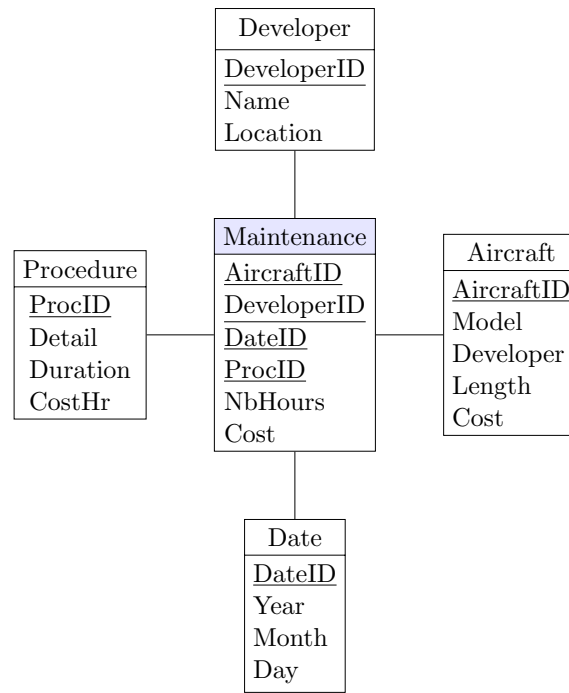 Developer
DeveloperID
Name
Location
Procedure
ProcID
Detail
Duration
CostHr
Maintenance
AircraftID
DeveloperID
DateID
ProcID
NbHours
Cost
Aircraft
AircraftID
Model
Developer
Length
Cost
Date
DateID
Year
Month
Day